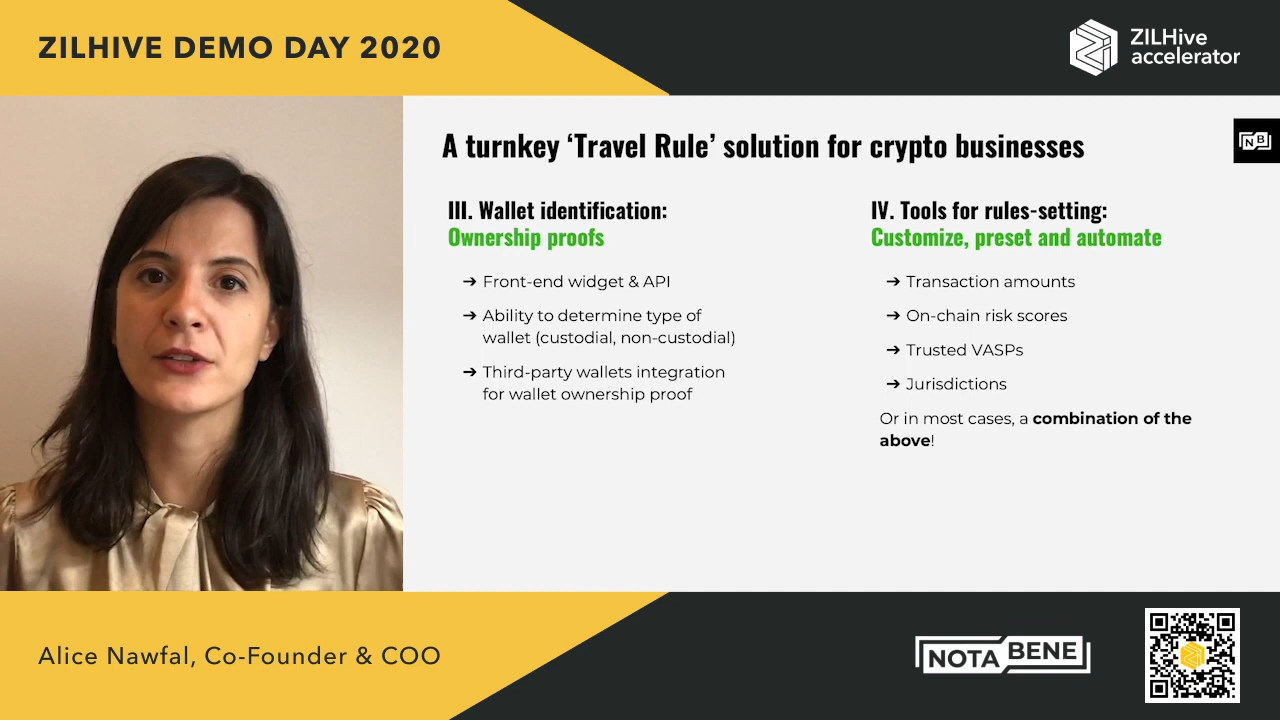 ZILHIVE DEMO DAY 2020
ZILHive
accelerator
A turnkey ‘Travel Rule’ solution for crypto businesses
NB
III. Wallet identification:
Ownership proofs
➔ Front-end widget & API
➔ Ability to determine type of
wallet (custodial, non-custodial)
➔ Third-party wallets integration
for wallet ownership proof
IV. Tools for rules-setting:
Customize, preset and automate
➔ Transaction amounts
➔ On-chain risk scores
➔ Trusted VASPs
➔ Jurisdictions
Or in most cases, a combination of the
above!
Alice Nawfal, Co-Founder & COO
NOTA BENE